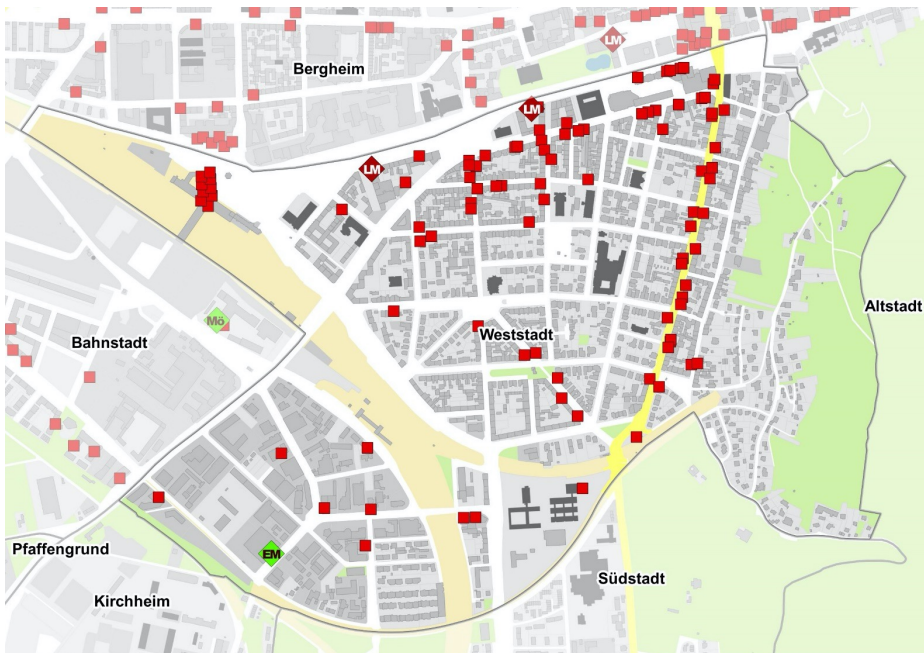 LM
Bergheim
LM
LM
Altstadt
Mö
Weststadt
Bahnstadt
Pfaffengrund
EM
Südstadt
Kirchheim